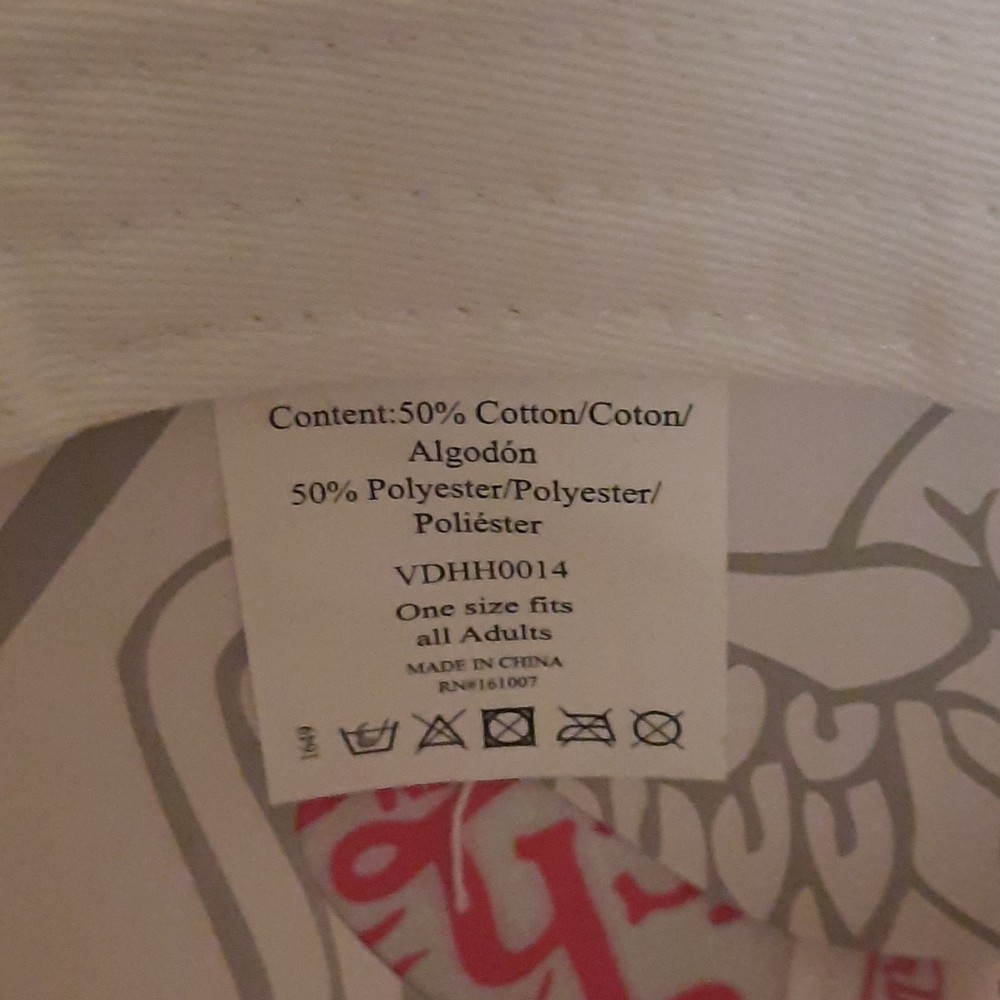 Content:50% Cotton/Coton/
Algodón
50% Polyester/Polyester/
Poliéster
VDHH0014
One size fits
all Adults
MADE IN CHINA
RN#161007
1649